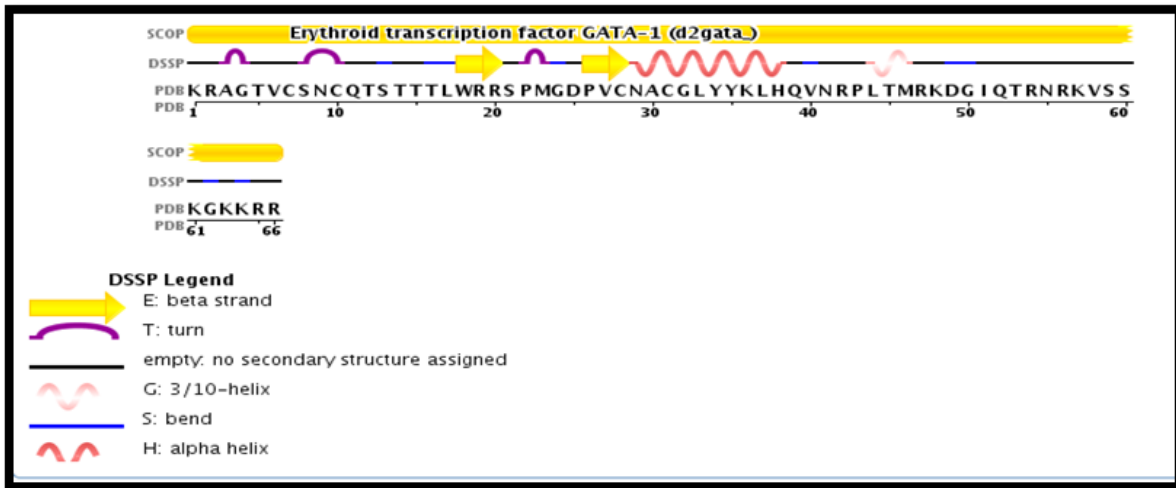 SCOP Erythroid transcription factor GATA-1 (d2gata_)
DSSP
PDB KRAGTVCSNCQTSTTTLWRRSPMGDPVCNACGLYYKLHQVNRPLTMRKDGIQTRNRKVSS
PDB 1 10 20 30 40 50 60
SCOP
DSSP
PDB KGKKRR
PDB 61 66
DSSP Legend
E: beta strand
T: turn
empty: no secondary structure assigned
G: 3/10-helix
S: bend
H: alpha helix